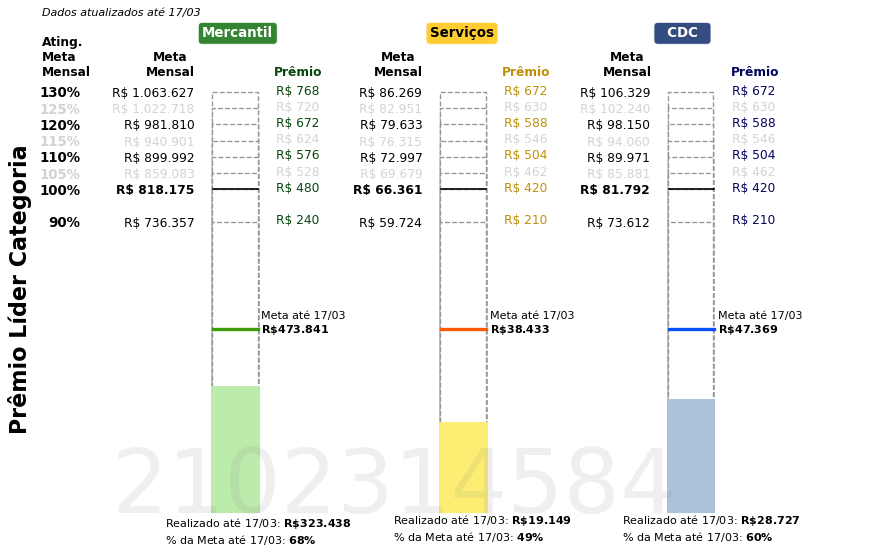 Dados atualizados até 17/03
Mercantil Serviços CDC
Ating. Meta Mensal Meta Mensal Prêmio Meta Mensal Prêmio Meta Mensal Prêmio
130% R$ 1.063.627 R$ 768 R$ 86.269 R$ 672 R$ 106.329 R$ 672
125% R$ 1.022.718 R$ 720 R$ 82.951 R$ 630 R$ 102.240 R$ 630
120% R$ 981.810 R$ 672 R$ 79.633 R$ 588 R$ 98.150 R$ 588
115% R$ 940.901 R$ 624 R$ 76.315 R$ 546 R$ 94.060 R$ 546
110% R$ 899.992 R$ 576 R$ 72.997 R$ 504 R$ 89.971 R$ 504
105% R$ 859.083 R$ 528 R$ 69.679 R$ 462 R$ 85.881 R$ 462
100% R$ 818.175 R$ 480 R$ 66.361 R$ 420 R$ 81.792 R$ 420
90% R$ 736.357 R$ 240 R$ 59.724 R$ 210 R$ 73.612 R$ 210
Prêmio Líder Categoria
Meta até 17/03 Meta até 17/03 Meta até 17/03
R$473.841 R$38.433 R$47.369
2102314584
Realizado até 17/03: R$323.438 Realizado até 17/03: R$19.149 Realizado até 17/03: R$28.727
% da Meta até 17/03: 68% % da Meta até 17/03: 49% % da Meta até 17/03: 60%